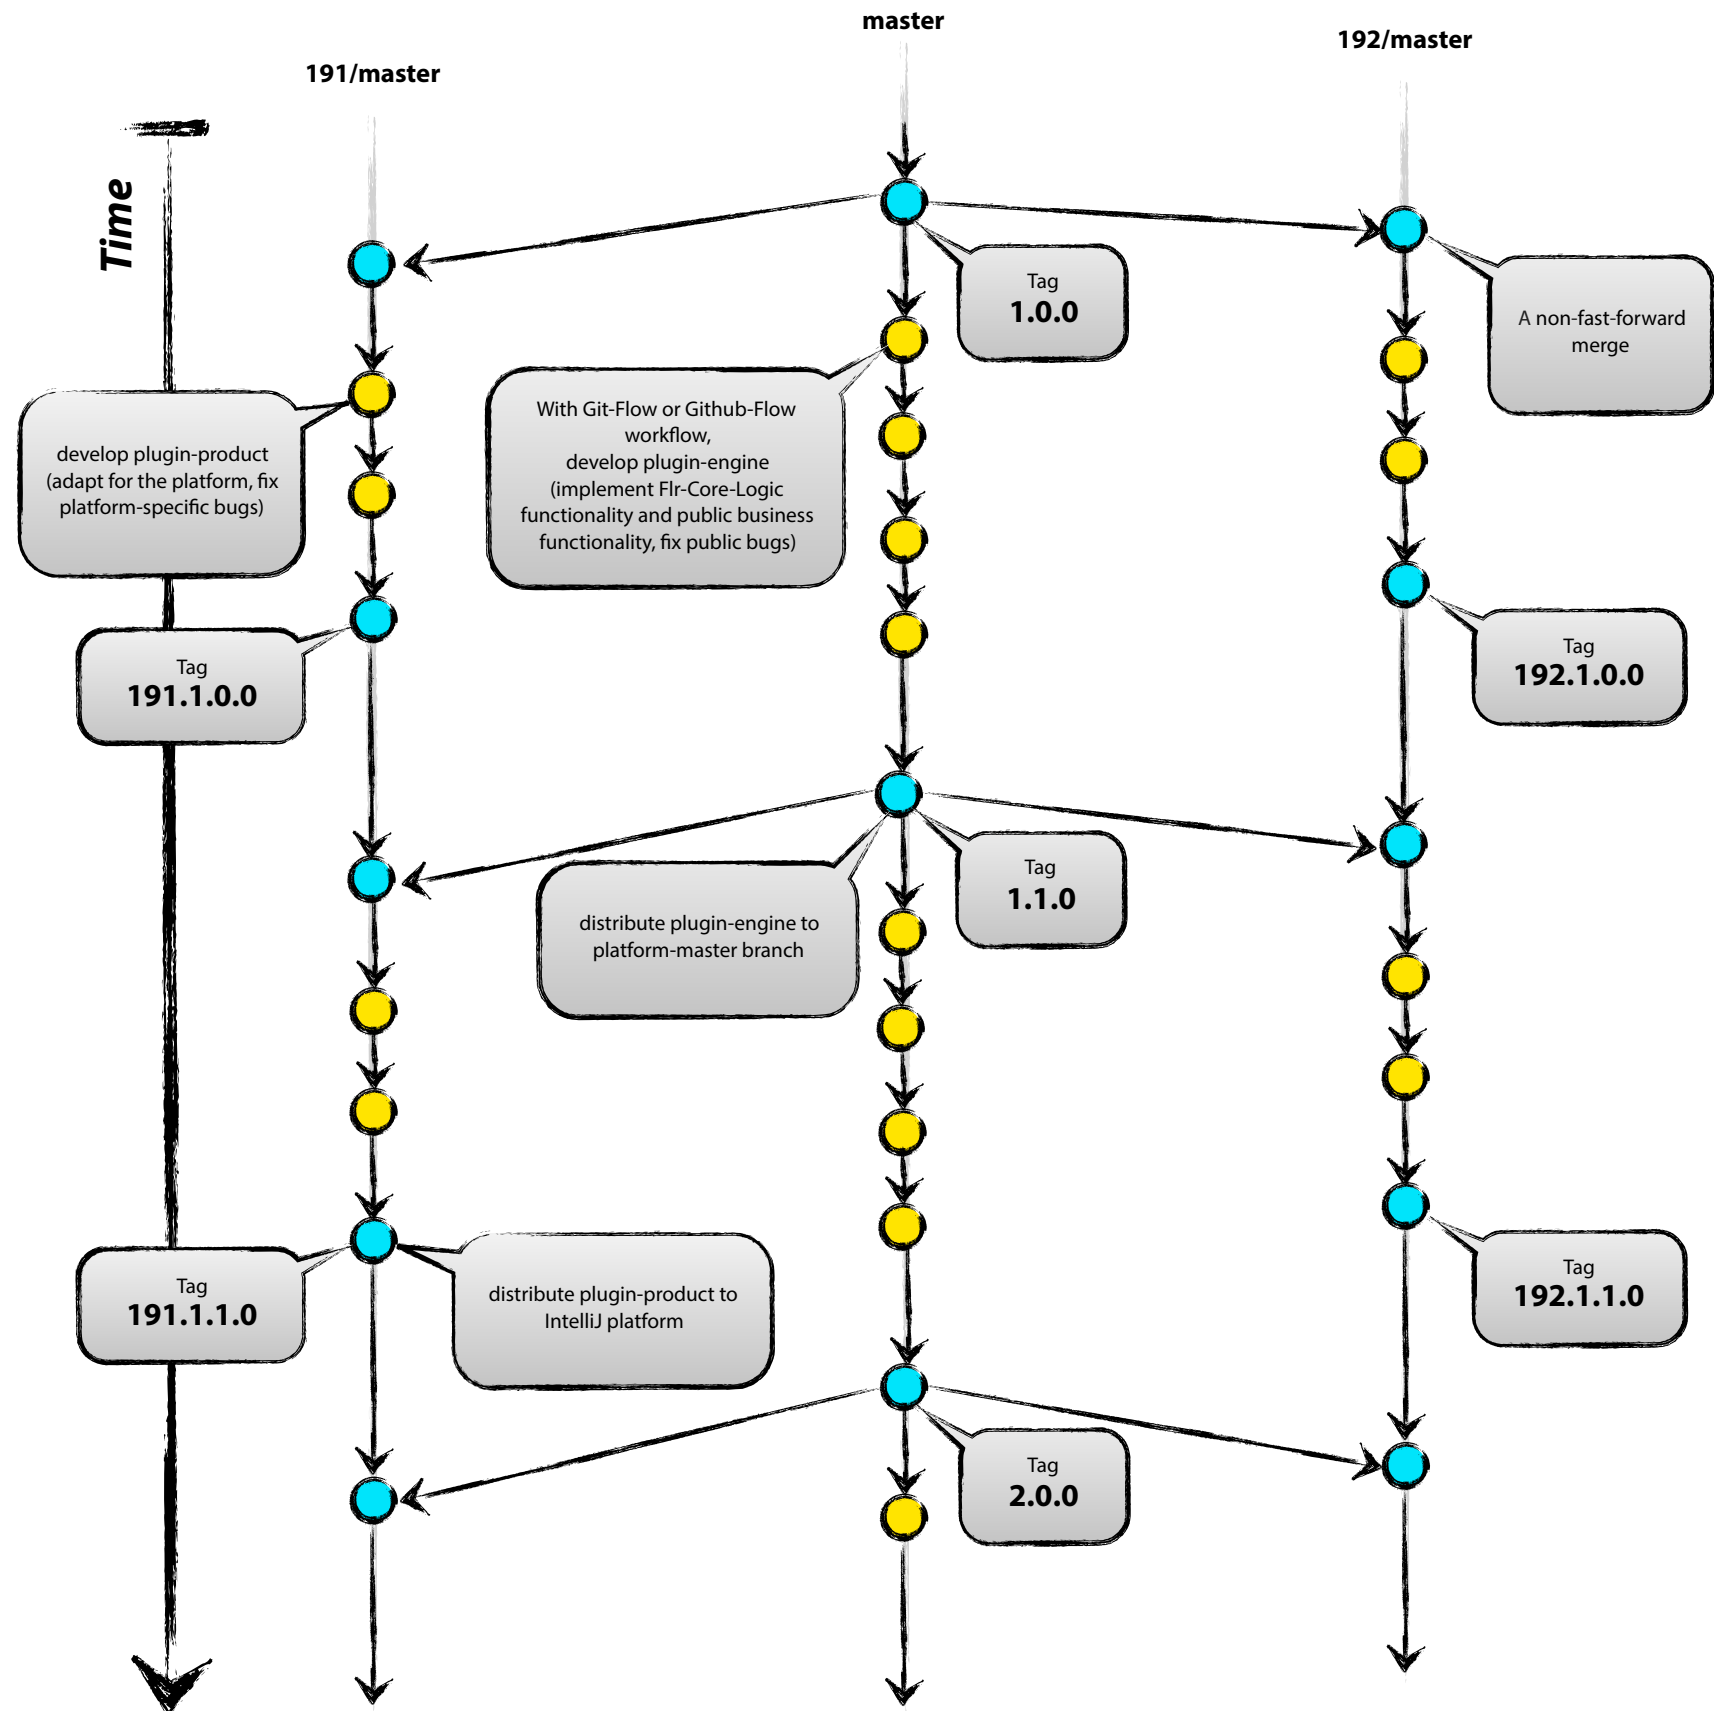 master
192/master
191/master
Time
Tag
1.0.0
A non-fast-forward
merge
With Git-Flow or Github-Flow
workflow,
develop plugin-engine
(implement Flr-Core-Logic
functionality and public business
functionality, fix public bugs)
develop plugin-product
(adapt for the platform, fix
platform-specific bugs)
Tag
191.1.0.0
Tag
192.1.0.0
Tag
1.1.0
distribute plugin-engine to
platform-master branch
Tag
191.1.1.0
distribute plugin-product to
IntelliJ platform
Tag
192.1.1.0
Tag
2.0.0